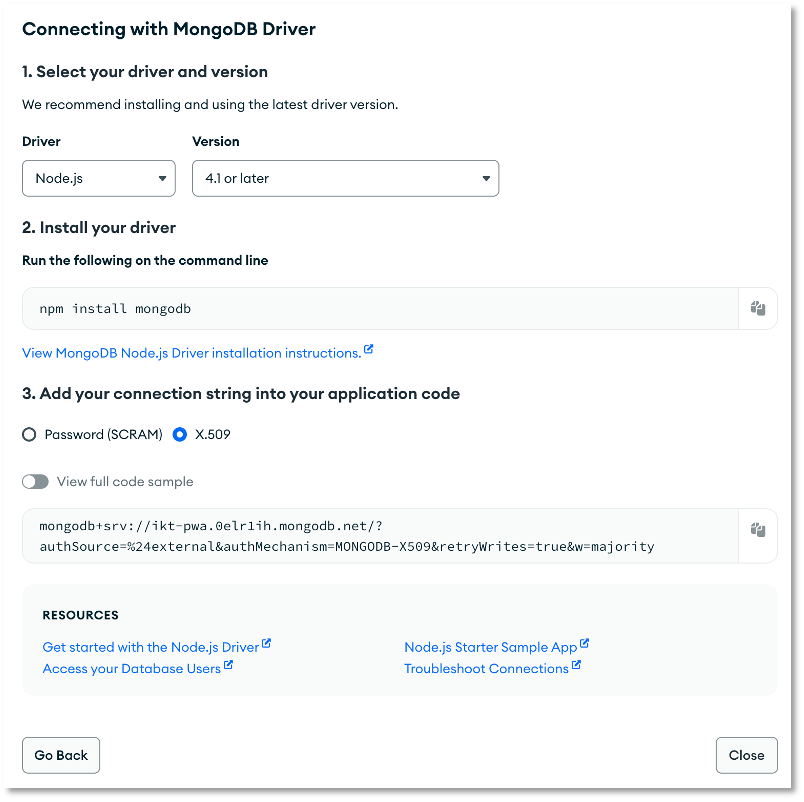 Connecting with MongoDB Driver
1. Select your driver and version
We recommend installing and using the latest driver version.
Driver Version
Node.js 4.1 or later
2. Install your driver
Run the following on the command line
npm install mongodb
View MongoDB Node.js Driver installation instructions.
3. Add your connection string into your application code
Password (SCRAM) X.509
View full code sample
mongodb+srv://ikt-pwa.0elr1ih.mongodb.net/?
authSource=%24external&authMechanism=MONGODB-X509&retryWrites=true&w=majority
RESOURCES
Get started with the Node.js Driver Node.js Starter Sample App
Access your Database Users Troubleshoot Connections
Go Back Close